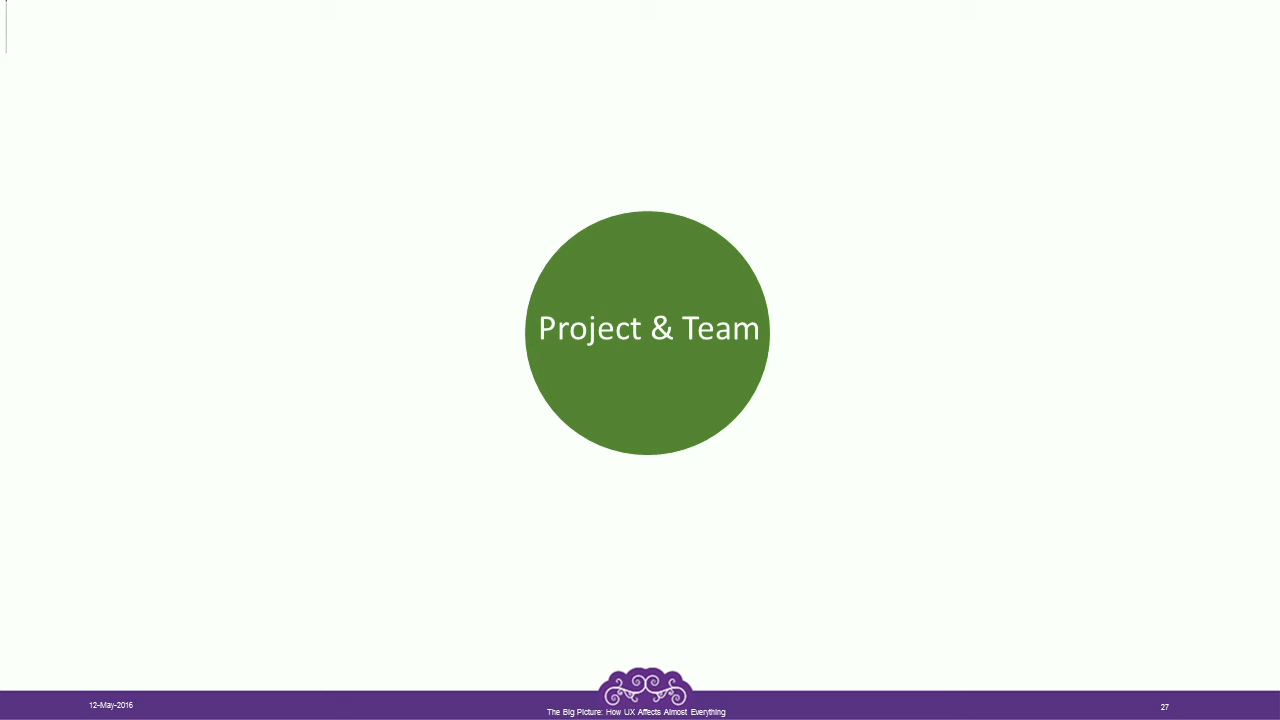 Project & Team
12-May-2016
The Big Picture: How UX Affects Almost Everything
27